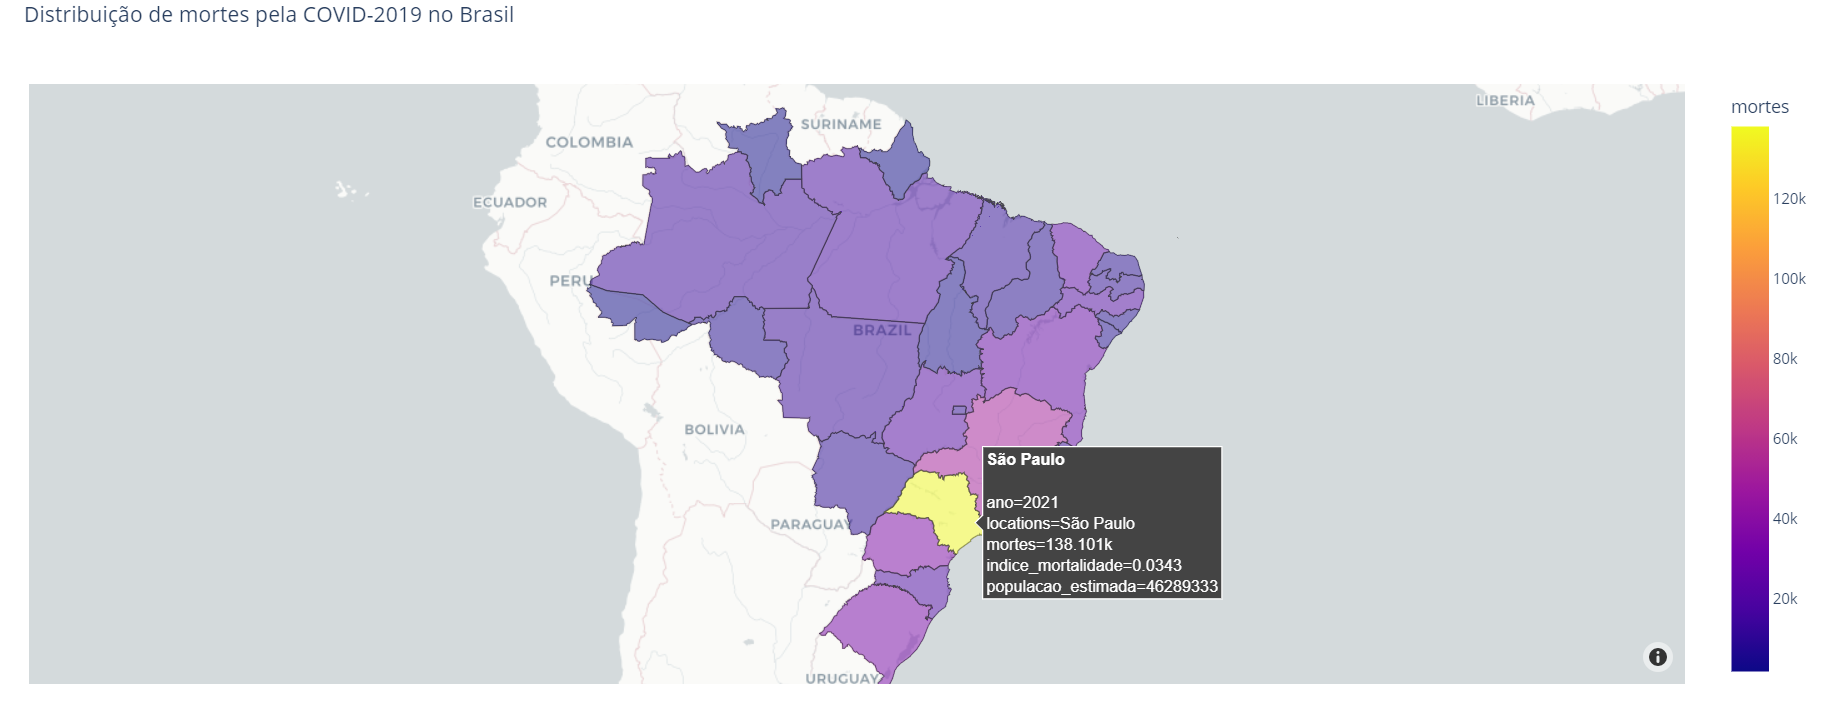 Distribuição de mortes pela COVID-2019 no Brasil
LIBERIA
SURINAME
COLOMBIA
ECUADOR
PERU
BRAZIL
BOLIVIA
PARAGUAY
URUGUAY
São Paulo
ano=2021
locations=São Paulo
mortes=138.101k
indice_mortalidade=0.0343
populacao_estimada=46289333
mortes
120k
100k
80k
60k
40k
20k